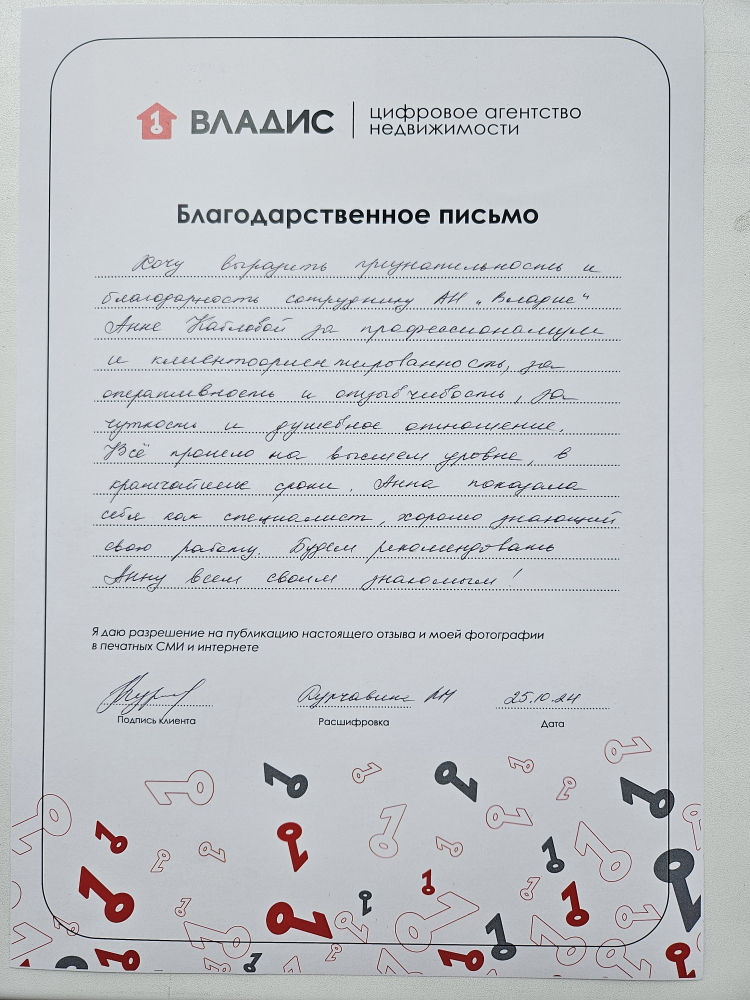 ВЛАДИС
цифровое агентство
недвижимости
Благодарственное письмо
Хочу выразить признательность и
благодарность сотруднику АН „Владис“
Анне за профессионализм
и клиентоориентированность, за
оперативность и отзывчивость, за
чуткость и душевное отношение.
Всё прошло на высшем уровне, в
кратчайшие сроки. Анна показала
себя как специалист, хорошо знающий
свою работу. Будем рекомендовать
Анну всем своим знакомым!
Я даю разрешение на публикацию настоящего отзыва и моей фотографии
в печатных СМИ и интернете
25.10.24
Подпись клиента
Расшифровка
Дата